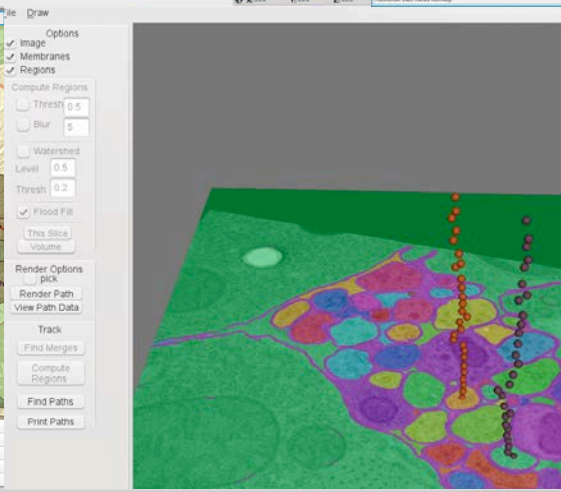 File Draw
Options
Image
Membranes
Regions
Compute Regions
Thresh 0.5
Blur 5
Watershed
Level 0.5
Thresh 0.2
Flood Fill
This Slice
Volume
Render Options
pick
Render Path
View Path Data
Track
Find Merges
Compute
Regions
Find Paths
Print Paths